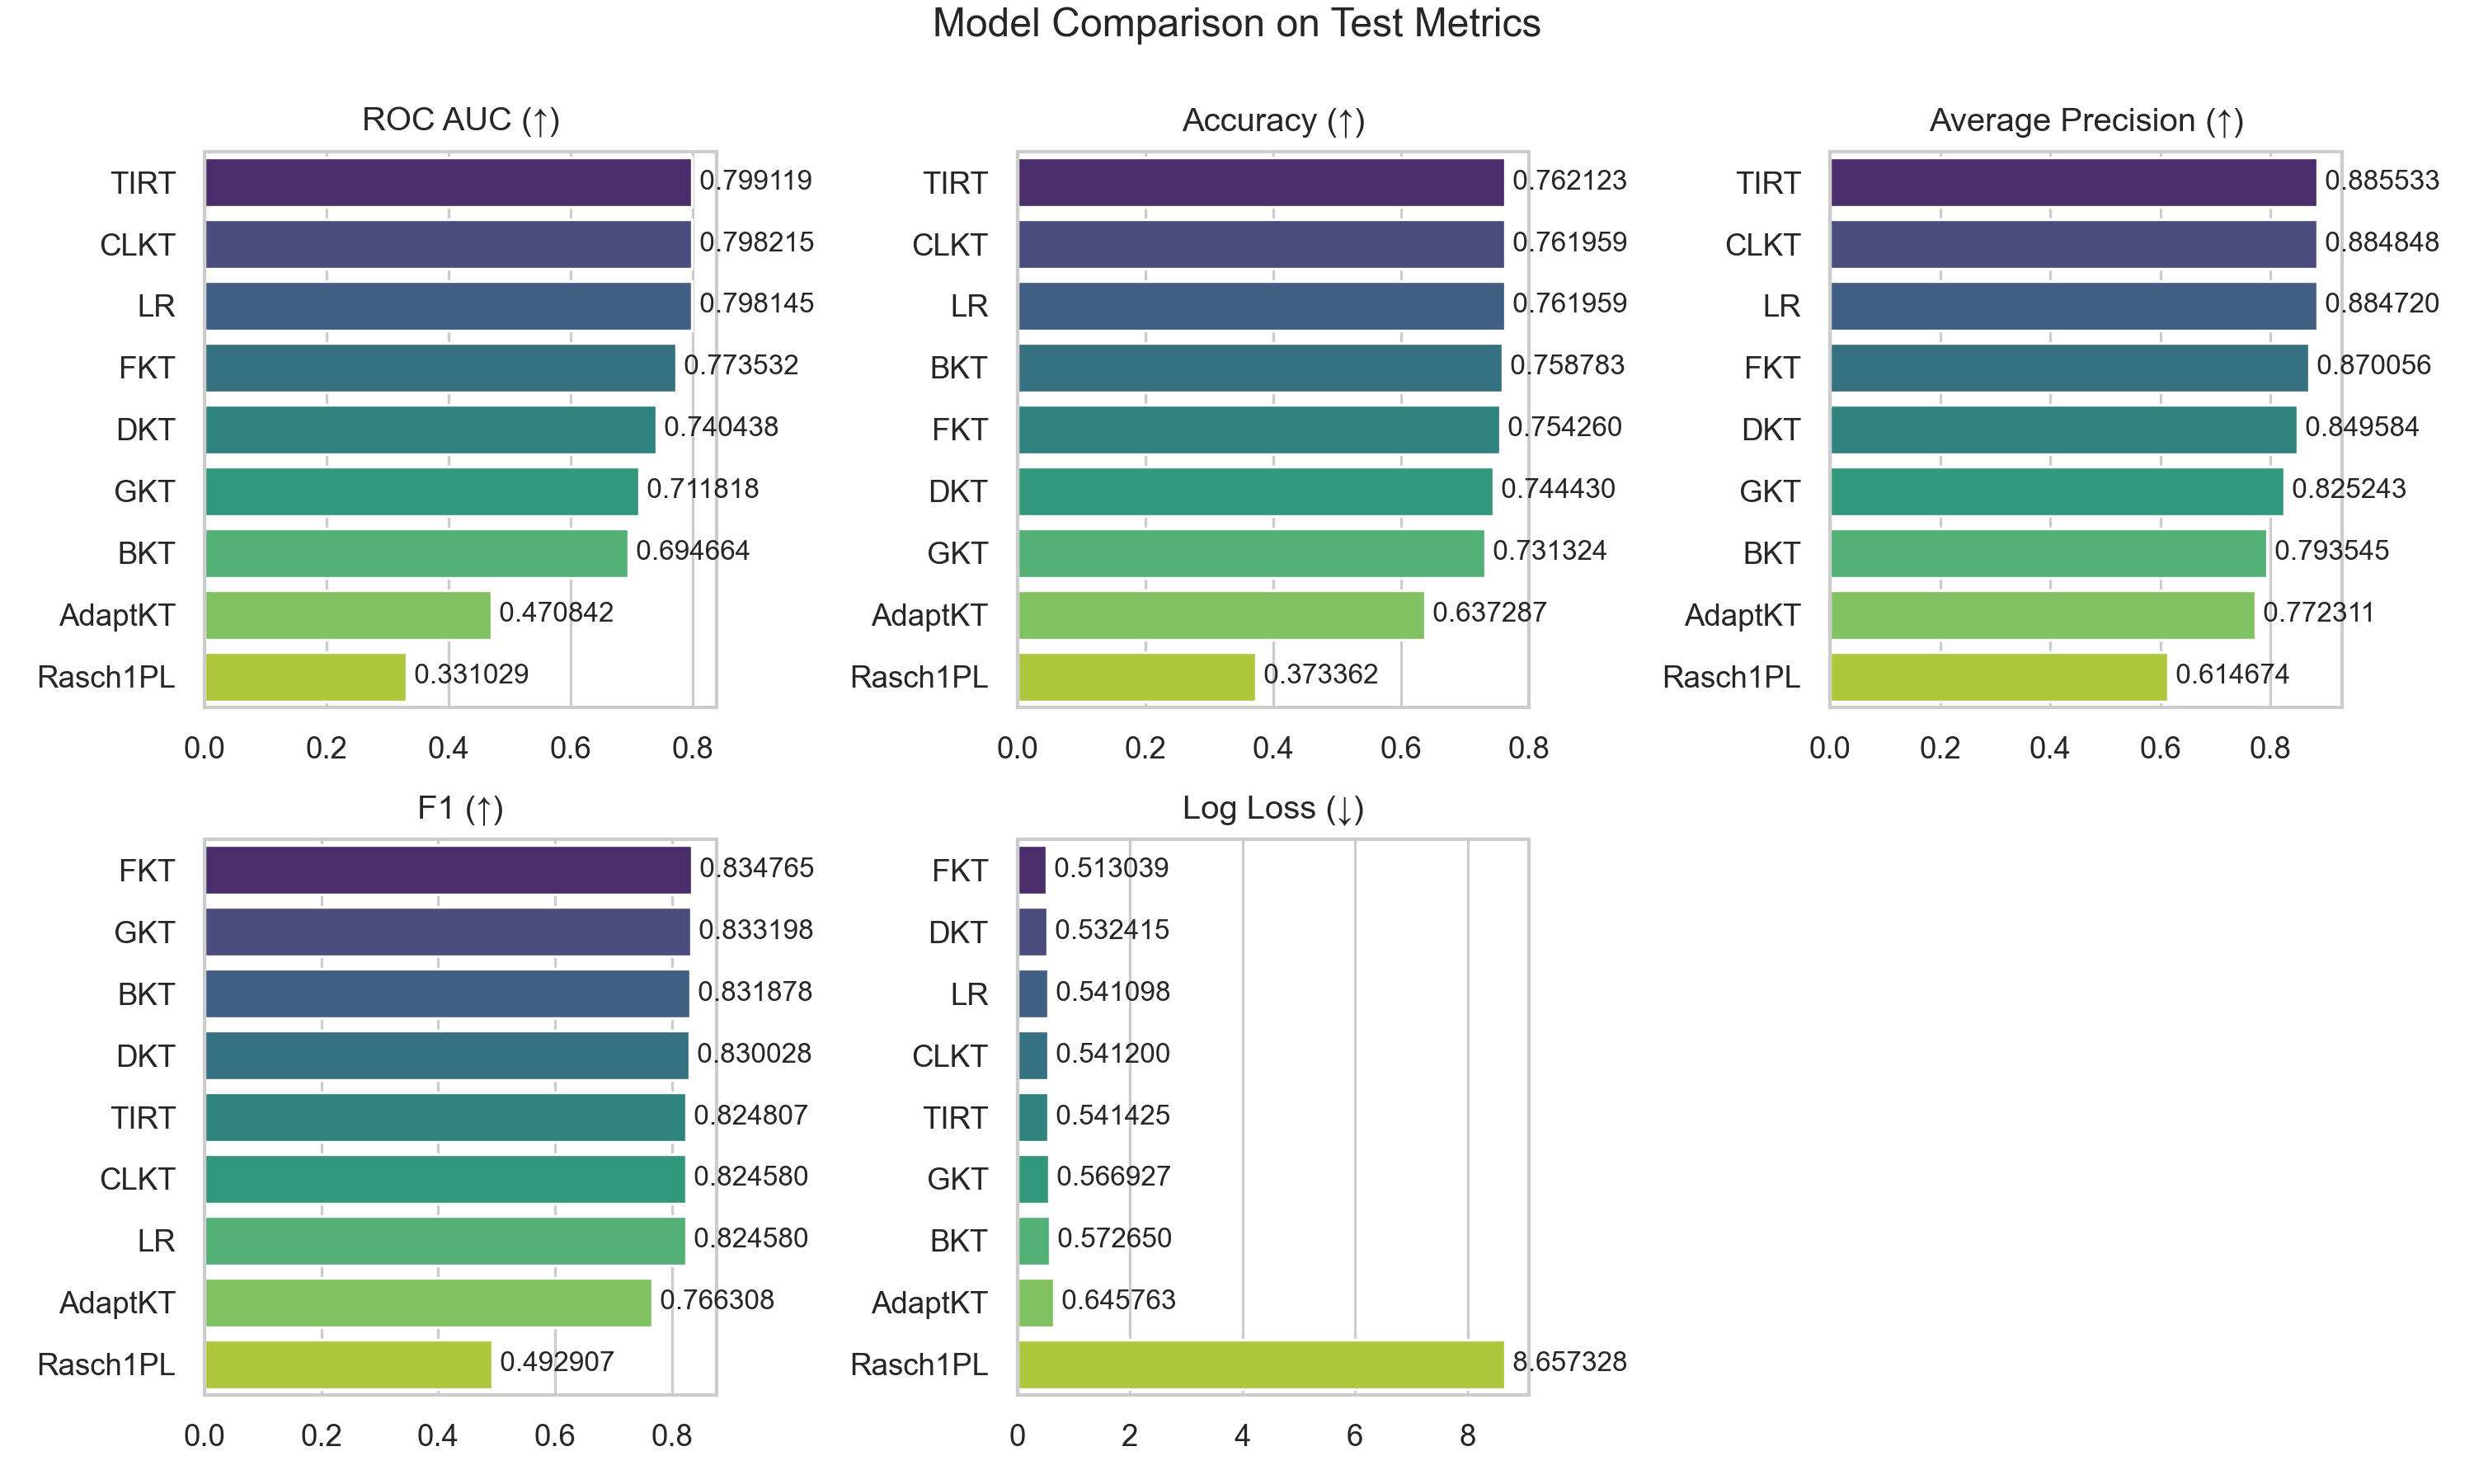 Model Comparison on Test Metrics
ROC AUC (↑)
TIRT 0.799119
CLKT 0.798215
LR 0.798145
FKT 0.773532
DKT 0.740438
GKT 0.711818
BKT 0.694664
AdaptKT 0.470842
Rasch1PL 0.331029
0.0 0.2 0.4 0.6 0.8
Accuracy (↑)
TIRT 0.762123
CLKT 0.761959
LR 0.761959
BKT 0.758783
FKT 0.754260
DKT 0.744430
GKT 0.731324
AdaptKT 0.637287
Rasch1PL 0.373362
0.0 0.2 0.4 0.6 0.8
Average Precision (↑)
TIRT 0.885533
CLKT 0.884848
LR 0.884720
FKT 0.870056
DKT 0.849584
GKT 0.825243
BKT 0.793545
AdaptKT 0.772311
Rasch1PL 0.614674
0.0 0.2 0.4 0.6 0.8
F1 (↑)
FKT 0.834765
GKT 0.833198
BKT 0.831878
DKT 0.830028
TIRT 0.824807
CLKT 0.824580
LR 0.824580
AdaptKT 0.766308
Rasch1PL 0.492907
0.0 0.2 0.4 0.6 0.8
Log Loss (↓)
FKT 0.513039
DKT 0.532415
LR 0.541098
CLKT 0.541200
TIRT 0.541425
GKT 0.566927
BKT 0.572650
AdaptKT 0.645763
Rasch1PL 8.657328
0 2 4 6 8